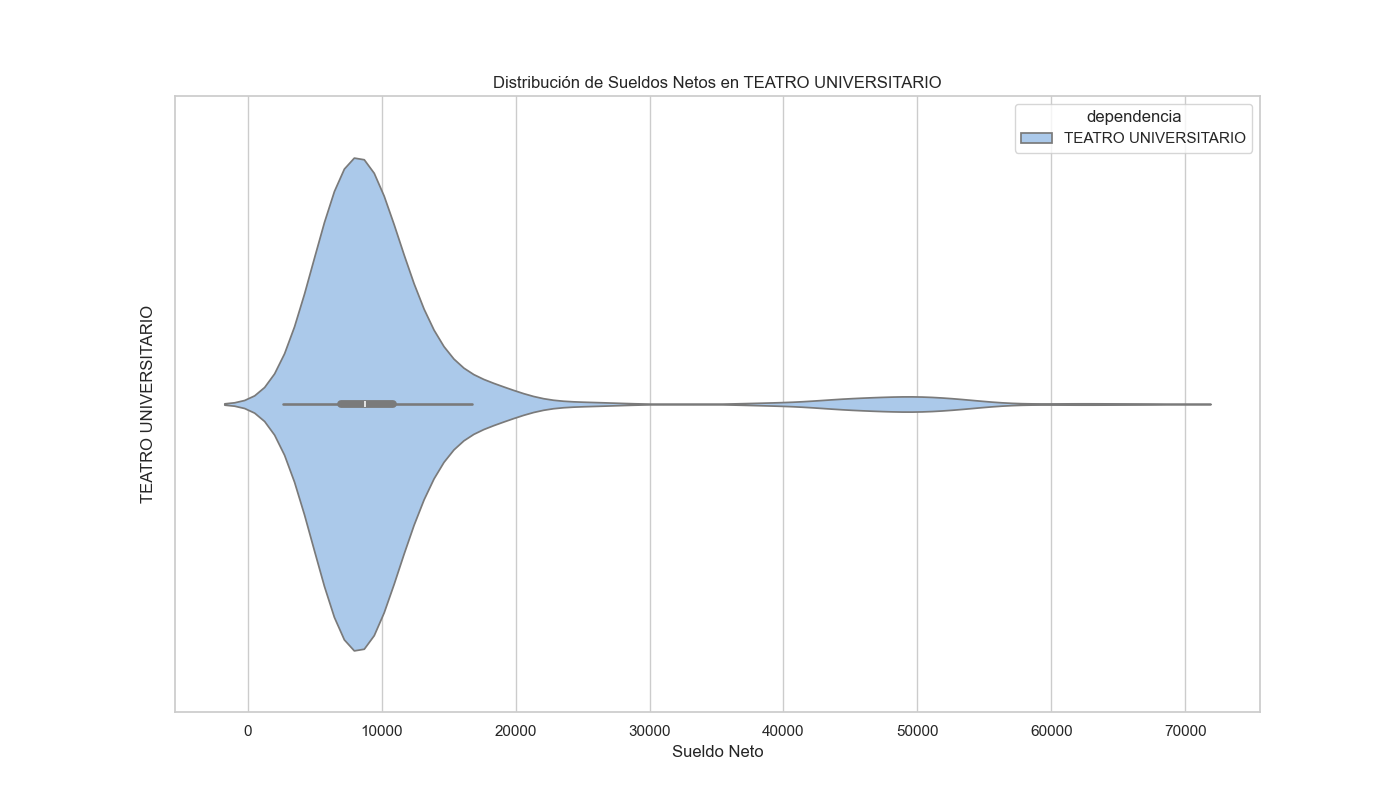 Distribución de Sueldos Netos en TEATRO UNIVERSITARIO
dependencia
TEATRO UNIVERSITARIO
TEATRO UNIVERSITARIO
0 10000 20000 30000 40000 50000 60000 70000
Sueldo Neto